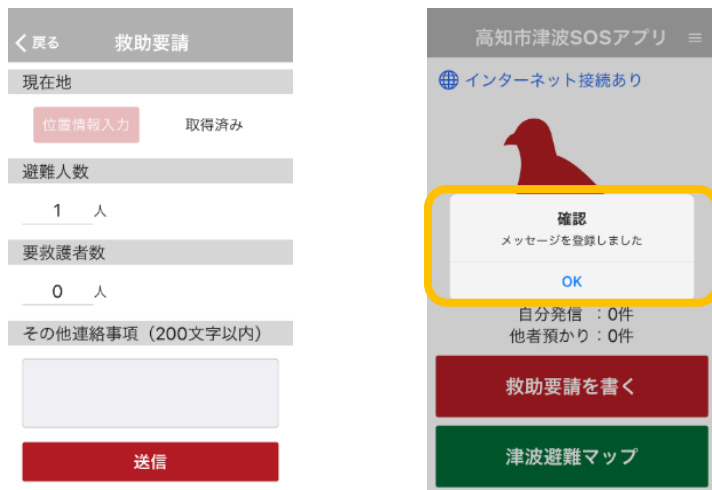 戻る 救助要請
現在地
位置情報入力 取得済み
避難人数
1 人
要救護者数
0 人
その他連絡事項（200文字以内）
送信
高知市津波SOSアプリ
インターネット接続あり
確認
メッセージを登録しました
OK
自分発信 ：0件
他者預かり：0件
救助要請を書く
津波避難マップ